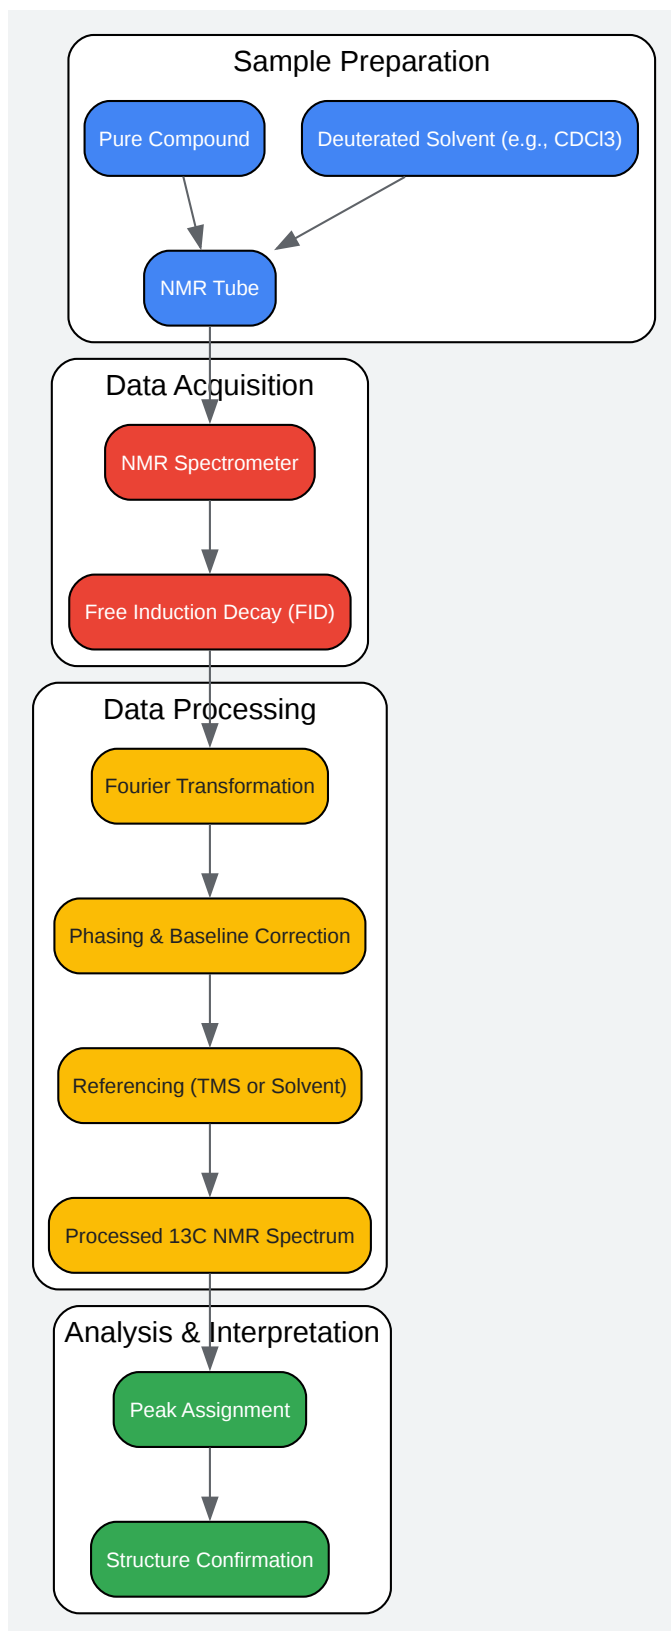 Sample Preparation
Pure Compound
Deuterated Solvent (e.g., CDCl3)
NMR Tube
Data Acquisition
NMR Spectrometer
Free Induction Decay (FID)
Data Processing
Fourier Transformation
Phasing & Baseline Correction
Referencing (TMS or Solvent)
Processed 13C NMR Spectrum
Analysis & Interpretation
Peak Assignment
Structure Confirmation